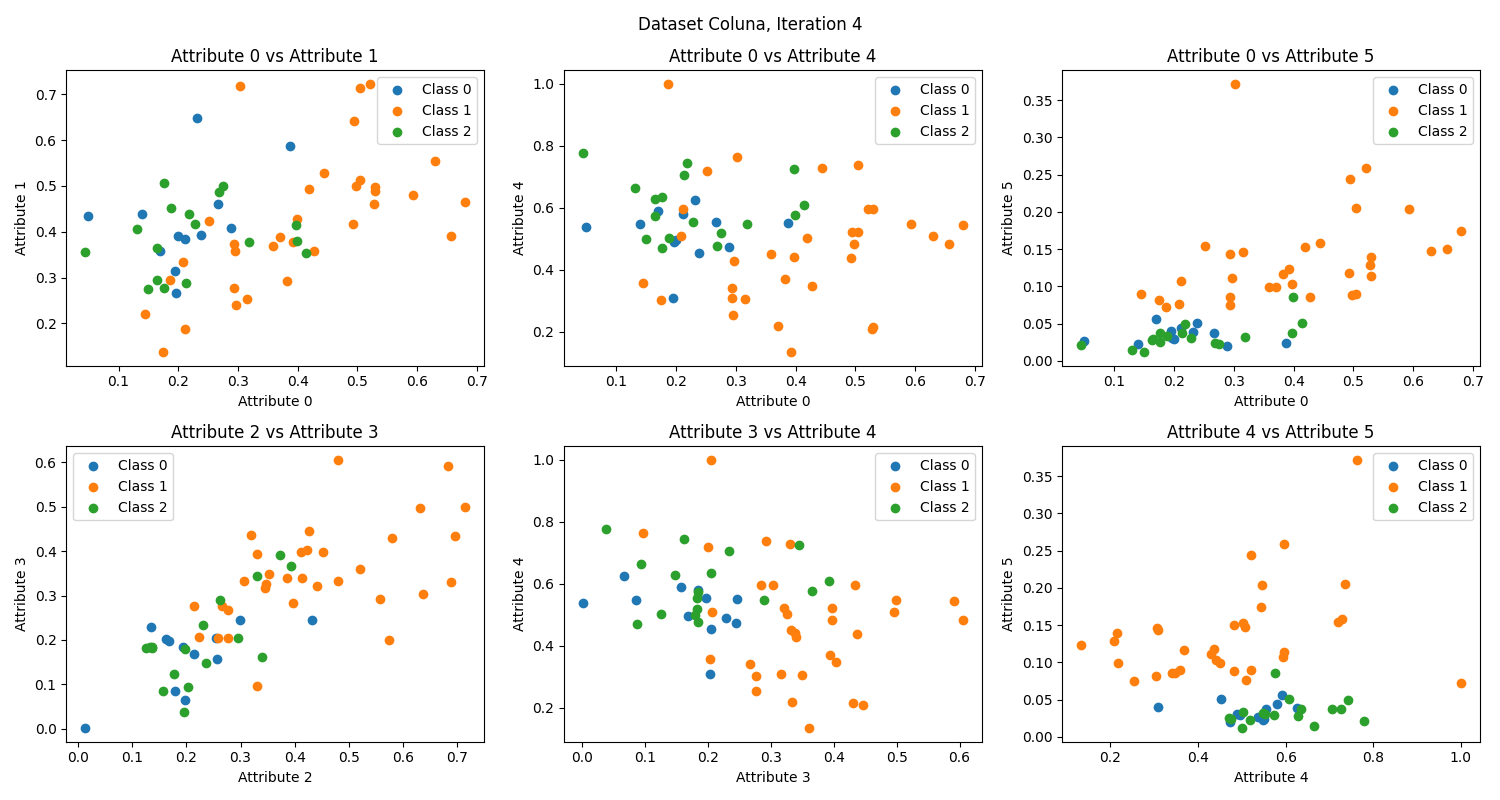 Dataset Coluna, Iteration 4
Attribute 0 vs Attribute 1
Attribute 1
0.7
0.6
0.5
0.4
0.3
0.2
0.1 0.2 0.3 0.4 0.5 0.6 0.7
Attribute 0
Class 0
Class 1
Class 2
Attribute 0 vs Attribute 4
Attribute 4
1.0
0.8
0.6
0.4
0.2
0.1 0.2 0.3 0.4 0.5 0.6 0.7
Attribute 0
Class 0
Class 1
Class 2
Attribute 0 vs Attribute 5
Attribute 5
0.35
0.30
0.25
0.20
0.15
0.10
0.05
0.00
0.1 0.2 0.3 0.4 0.5 0.6 0.7
Attribute 0
Class 0
Class 1
Class 2
Attribute 2 vs Attribute 3
Attribute 3
0.6
0.5
0.4
0.3
0.2
0.1
0.0
0.0 0.1 0.2 0.3 0.4 0.5 0.6 0.7
Attribute 2
Class 0
Class 1
Class 2
Attribute 3 vs Attribute 4
Attribute 4
1.0
0.8
0.6
0.4
0.2
0.0 0.1 0.2 0.3 0.4 0.5 0.6
Attribute 3
Class 0
Class 1
Class 2
Attribute 4 vs Attribute 5
Attribute 5
0.35
0.30
0.25
0.20
0.15
0.10
0.05
0.00
0.2 0.4 0.6 0.8 1.0
Attribute 4
Class 0
Class 1
Class 2